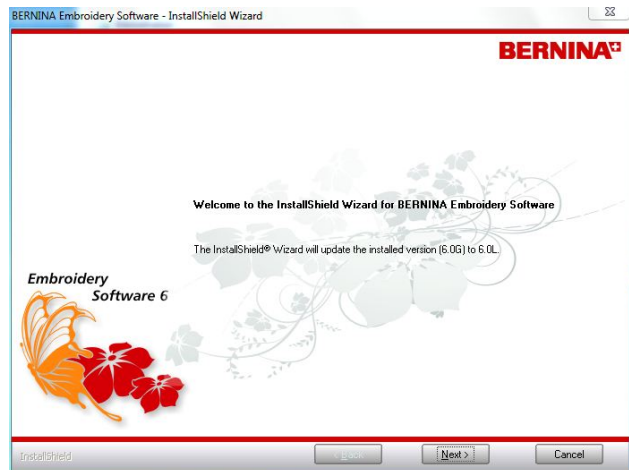 BERNINA Embroidery Software - InstallShield Wizard
BERNINA
Welcome to the InstallShield Wizard for BERNINA Embroidery Software
The InstallShield® Wizard will update the installed version (6.0G) to 6.0L.
Embroidery
Software 6
InstallShield
< Back
Next >
Cancel